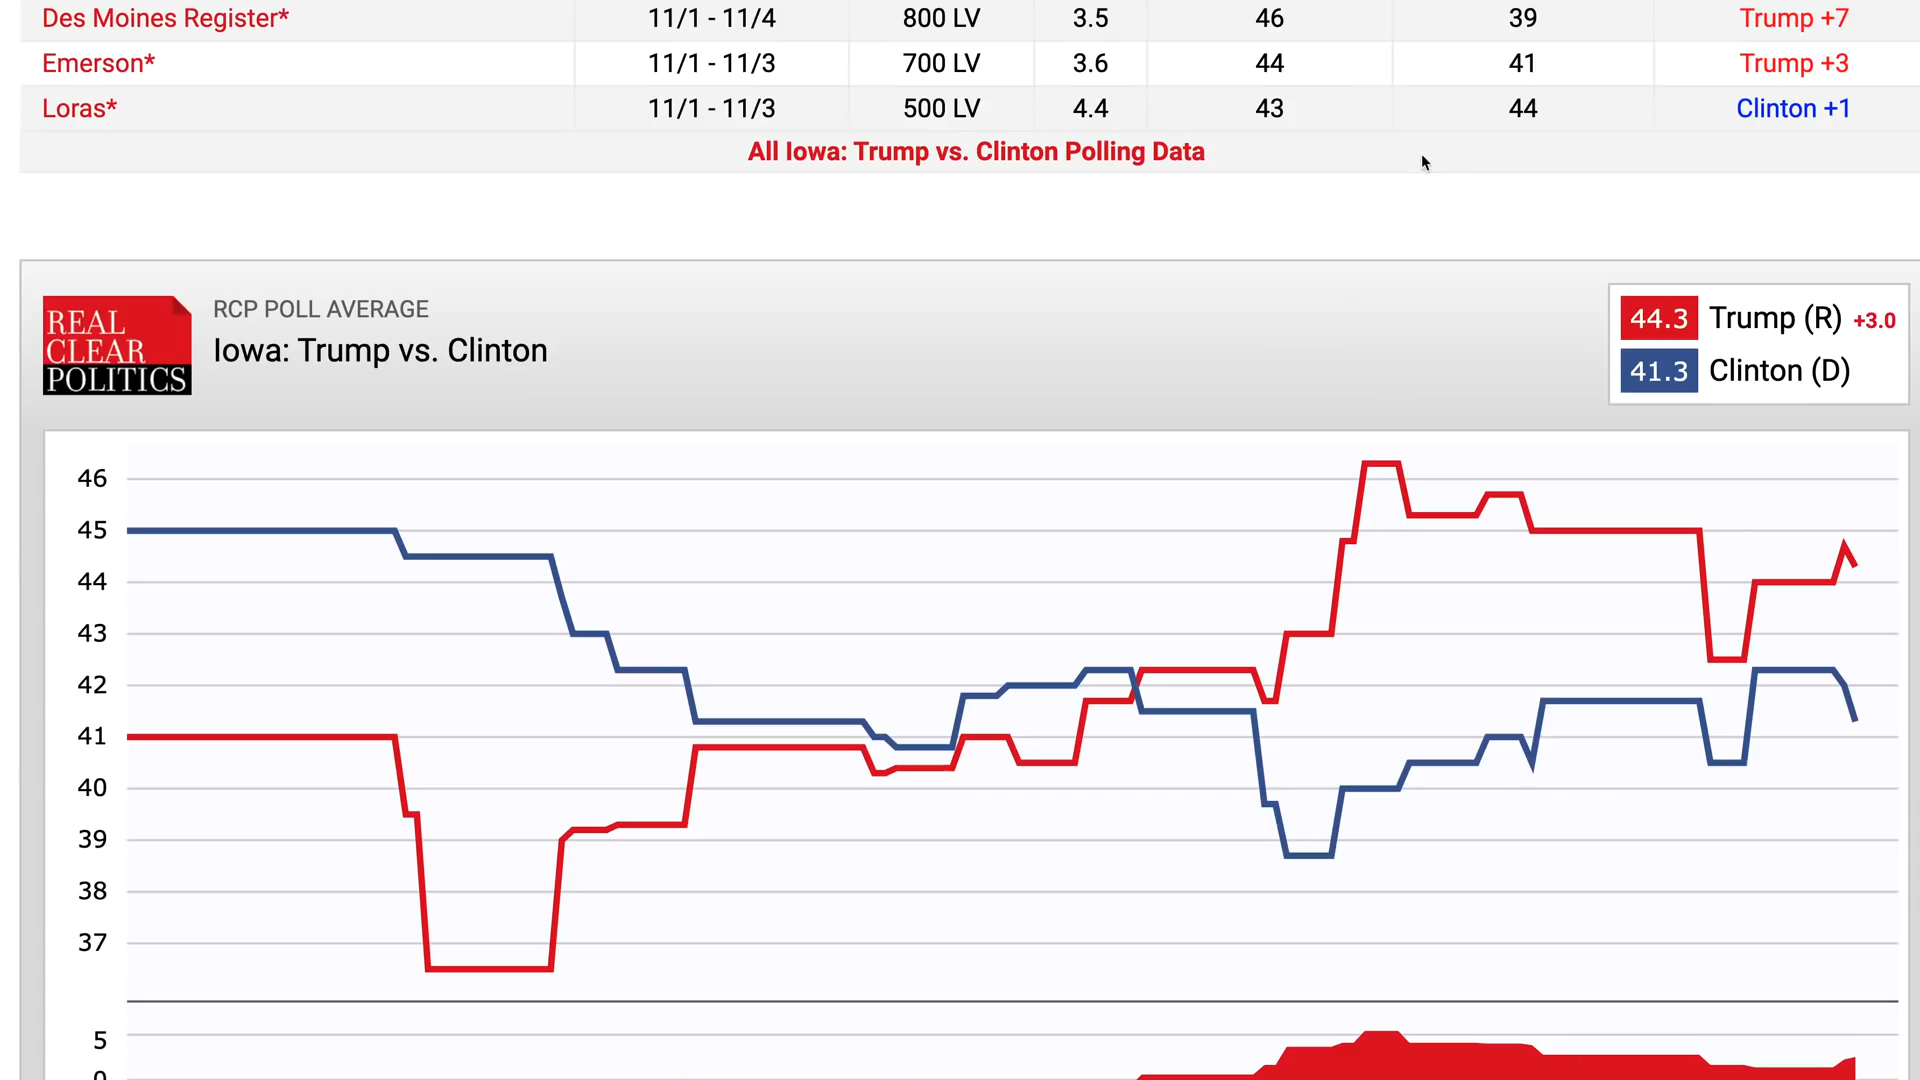 Des Moines Register* 11/1 - 11/4 800 LV 3.5 46 39 Trump +7
Emerson* 11/1 - 11/3 700 LV 3.6 44 41 Trump +3
Loras* 11/1 - 11/3 500 LV 4.4 43 44 Clinton +1
All Iowa: Trump vs. Clinton Polling Data
REAL
CLEAR
POLITICS
RCP POLL AVERAGE
Iowa: Trump vs. Clinton
44.3 Trump (R) +3.0
41.3 Clinton (D)
46
45
44
43
42
41
40
39
38
37
5
0